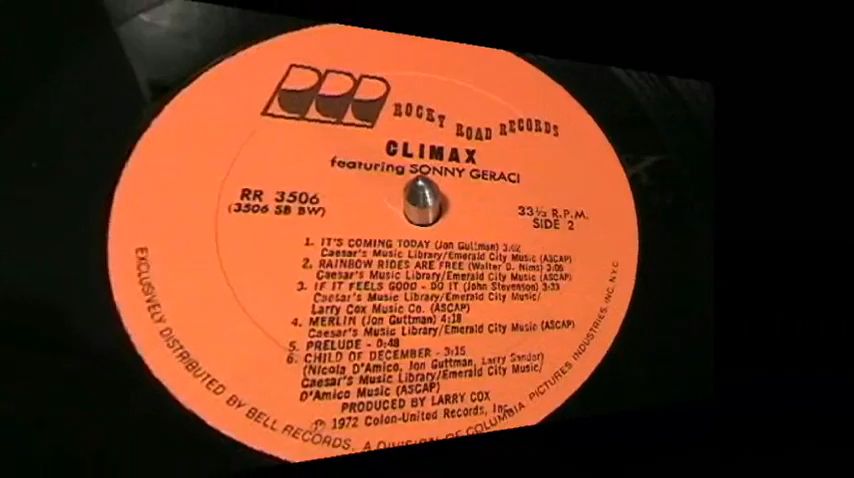 ROCKY ROAD RECORDS
CLIMAX
featuring SONNY GERACI
RR 3506
(3506 SB BW)
33⅓ R.P.M.
SIDE 2
1. IT'S COMING TODAY (Jon Guttman) 3:02
Caesar's Music Library/Emerald City Music (ASCAP)
2. RAINBOW RIDES ARE FREE (Walter D. Nims) 3:06
Caesar's Music Library/Emerald City Music (ASCAP)
3. IF IT FEELS GOOD - DO IT (John Stevenson) 3:33
Caesar's Music Library/Emerald City Music/
Larry Cox Music Co. (ASCAP)
4. MERLIN (Jon Guttman) 4:18
Caesar's Music Library/Emerald City Music (ASCAP)
5. PRELUDE - 0:48
6. CHILD OF DECEMBER - 3:15
(Nicola D'Amico, Jon Guttman, Larry Sandor)
Caesar's Music Library/Emerald City Music/
D'Amico Music (ASCAP)
PRODUCED BY LARRY COX
℗ 1972 Colon-United Records, Inc.
EXCLUSIVELY DISTRIBUTED BY BELL RECORDS, A DIVISION OF COLUMBIA PICTURES INDUSTRIES, INC. N.Y.C.